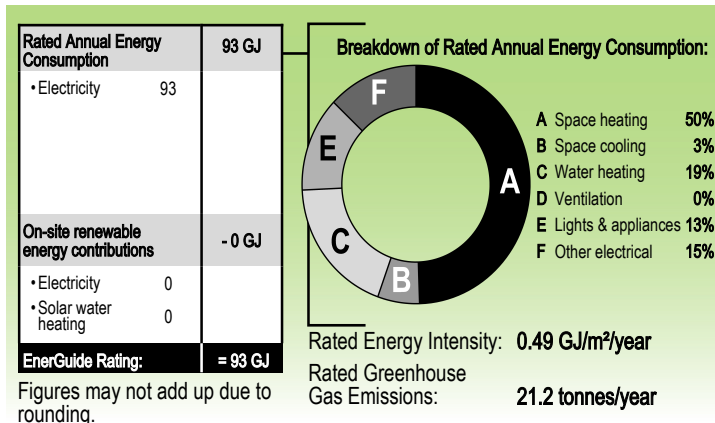 Rated Annual Energy
Consumption
93 GJ
• Electricity 93
On-site renewable
energy contributions
- 0 GJ
• Electricity 0
• Solar water
heating
0
EnerGuide Rating: = 93 GJ
Figures may not add up due to
rounding.
Breakdown of Rated Annual Energy Consumption:
F
E
A
C
B
A Space heating 50%
B Space cooling 3%
C Water heating 19%
D Ventilation 0%
E Lights & appliances 13%
F Other electrical 15%
Rated Energy Intensity: 0.49 GJ/m²/year
Rated Greenhouse
Gas Emissions: 21.2 tonnes/year